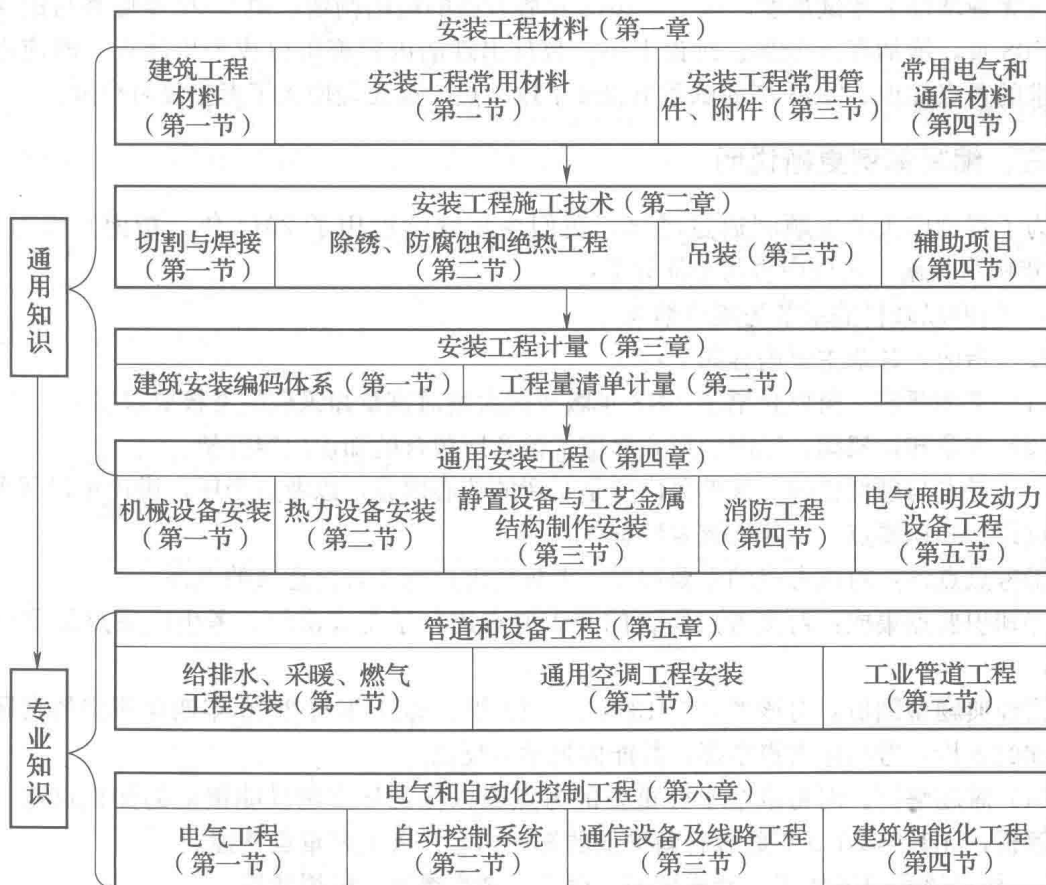 安装工程材料（第一章）
建筑工程
材料
（第一节）
安装工程常用材料
（第二节）
安装工程常用管
件、附件（第三节）
常用电气和
通信材料
（第四节）
安装工程施工技术（第二章）
切割与焊接
（第一节）
除锈、防腐蚀和绝热工程
（第二节）
吊装（第三节）
辅助项目
（第四节）
通用知识
安装工程计量（第三章）
建筑安装编码体系（第一节）
工程量清单计量（第二节）
通用安装工程（第四章）
机械设备安装
（第一节）
热力设备安装
（第二节）
静置设备与工艺金属
结构制作安装
（第三节）
消防工程
（第四节）
电气照明及动力
设备工程
（第五节）
管道和设备工程（第五章）
给排水、采暖、燃气
工程安装（第一节）
通用空调工程安装
（第二节）
工业管道工程
（第三节）
专业知识
电气和自动化控制工程（第六章）
电气工程
（第一节）
自动控制系统
（第二节）
通信设备及线路工程
（第三节）
建筑智能化工程
（第四节）